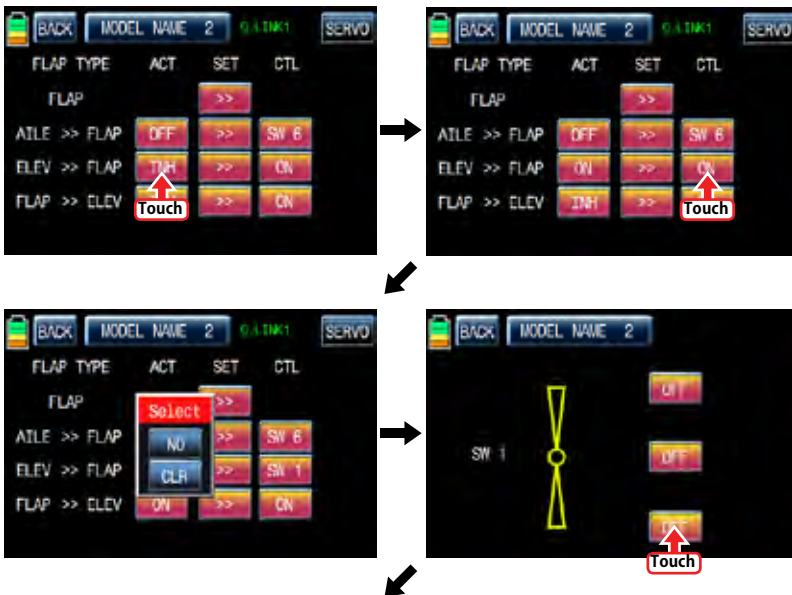 BACK MODEL NAME 2 Q.LINK1 SERVO
FLAP TYPE ACT SET CTL
FLAP >>
AILE >> FLAP OFF >> SW 6
ELEV >> FLAP INH >> ON
FLAP >> ELEV >> ON
Touch
BACK MODEL NAME 2 Q.LINK1 SERVO
FLAP TYPE ACT SET CTL
FLAP >>
AILE >> FLAP OFF >> SW 6
ELEV >> FLAP ON >> ON
FLAP >> ELEV INH >>
Touch
BACK MODEL NAME 2 Q.LINK1 SERVO
FLAP TYPE ACT SET CTL
FLAP >>
Select
AILE >> FLAP NO >> SW 6
ELEV >> FLAP CLR >> SW 1
FLAP >> ELEV ON >> ON
BACK MODEL NAME 2
OFF
SW 1 OFF
OFF
Touch